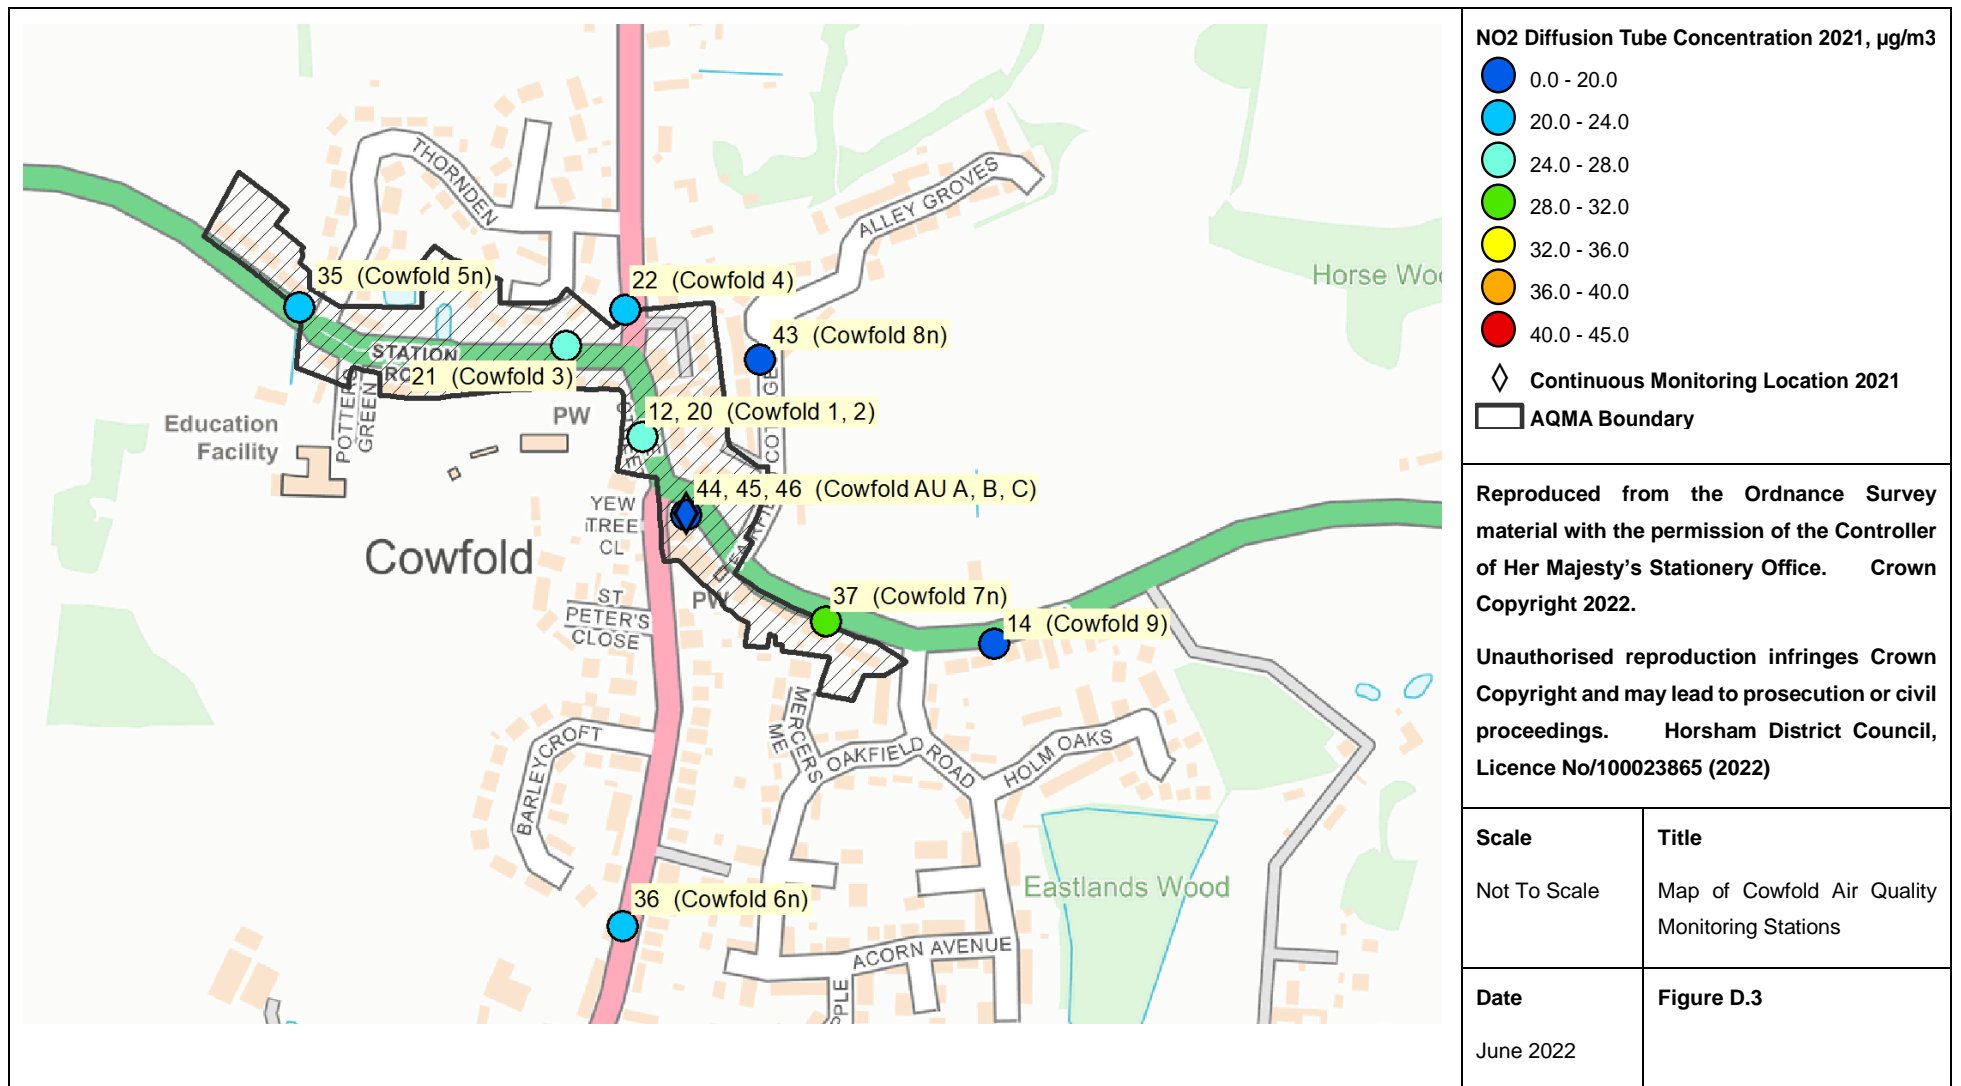 THORNDEN
ALLEY GROVES
Horse Woo
35 (Cowfold 5n)
22 (Cowfold 4)
43 (Cowfold 8n)
STATION
RO
21 (Cowfold 3)
POTTERS
GREEN
PW
12, 20 (Cowfold 1, 2)
Education
Facility
COTTAGE
44, 45, 46 (Cowfold AU A, B, C)
YEW
TREE
CL
Cowfold
PW
ST
PETER'S
CLOSE
37 (Cowfold 7n)
14 (Cowfold 9)
MERCERS
ME
BARLEYCROFT
OAKFIELD ROAD
HOLM OAKS
Eastlands Wood
36 (Cowfold 6n)
ACORN AVENUE
PPLE
NO2 Diffusion Tube Concentration 2021, µg/m3
0.0 - 20.0
20.0 - 24.0
24.0 - 28.0
28.0 - 32.0
32.0 - 36.0
36.0 - 40.0
40.0 - 45.0
Continuous Monitoring Location 2021
AQMA Boundary
Reproduced from the Ordnance Survey
material with the permission of the Controller
of Her Majesty’s Stationery Office. Crown
Copyright 2022.
Unauthorised reproduction infringes Crown
Copyright and may lead to prosecution or civil
proceedings. Horsham District Council,
Licence No/100023865 (2022)
Scale
Not To Scale
Title
Map of Cowfold Air Quality
Monitoring Stations
Date
June 2022
Figure D.3